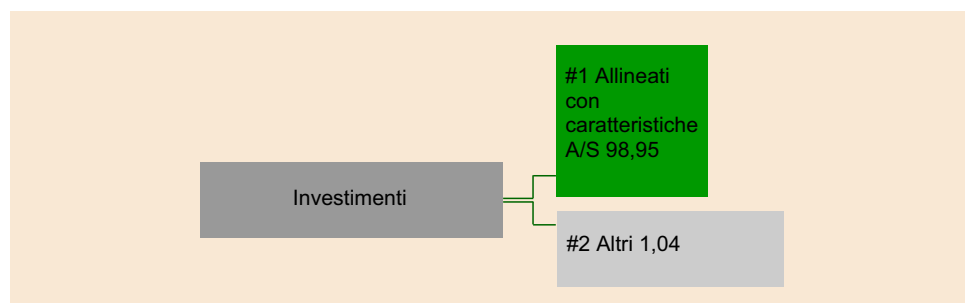 #1 Allineati
con
caratteristiche
A/S 98,95
Investimenti
#2 Altri 1,04